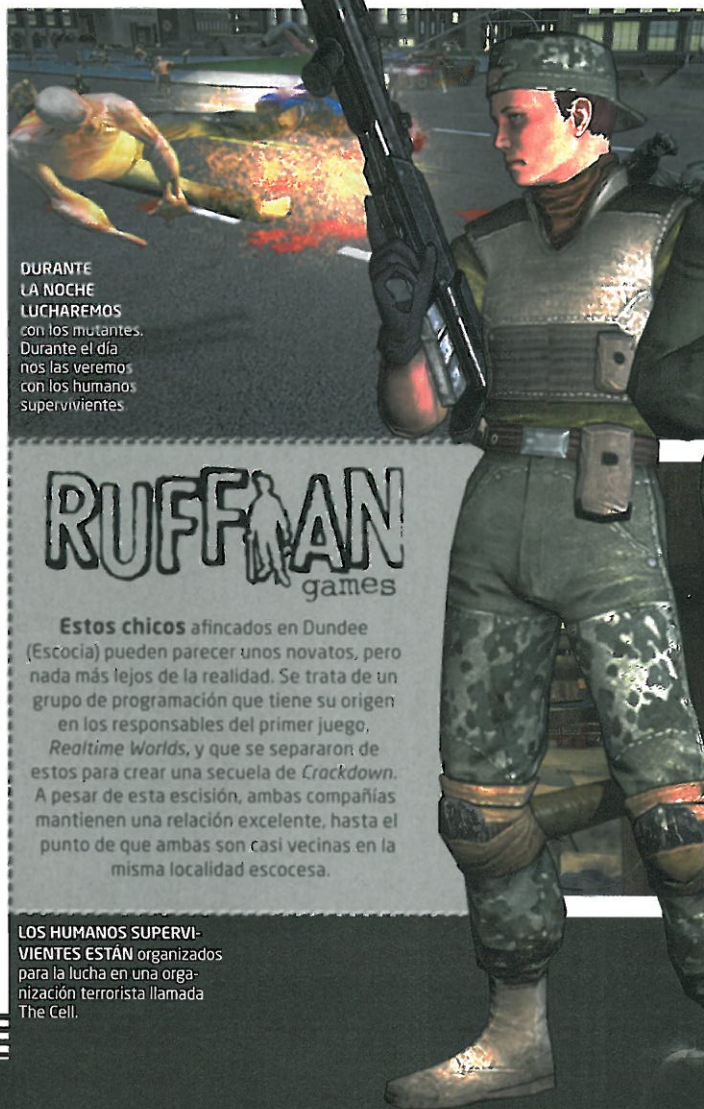 DURANTE
LA NOCHE
LUCHAREMOS
con los mutantes.
Durante el día
nos las veremos
con los humanos
supervivientes
RUFFIAN
games
Estos chicos afincados en Dundee
(Escocia) pueden parecer unos novatos, pero
nada más lejos de la realidad. Se trata de un
grupo de programación que tiene su origen
en los responsables del primer juego,
Realtime Worlds, y que se separaron de
estos para crear una secuela de Crackdown.
A pesar de esta escisión, ambas compañías
mantienen una relación excelente, hasta el
punto de que ambas son casi vecinas en la
misma localidad escocesa.
LOS HUMANOS SUPERVI-
VIENTES ESTÁN organizados
para la lucha en una orga-
nización terrorista llamada
The Cell.